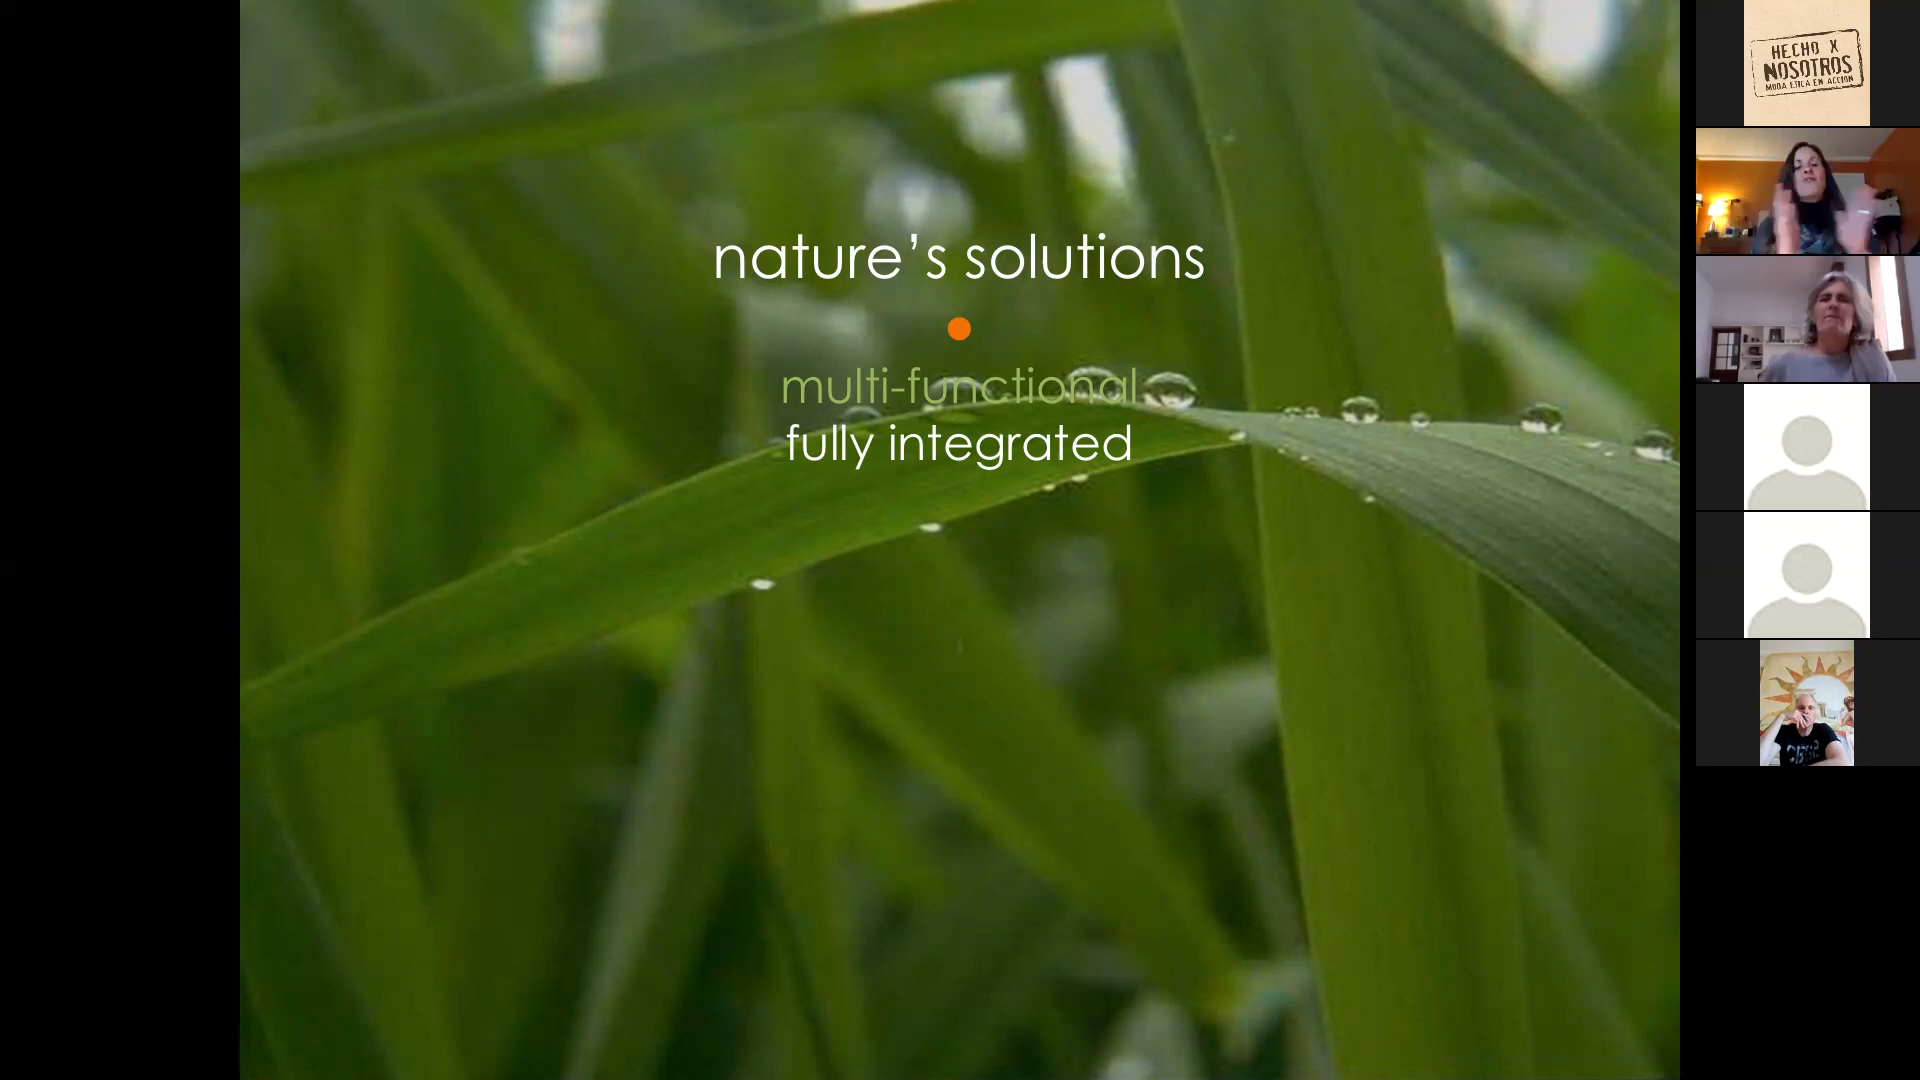 nature's solutions
multi-functional
fully integrated
HECHO X
NOSOTROS
MODA ETICA EN ACCION